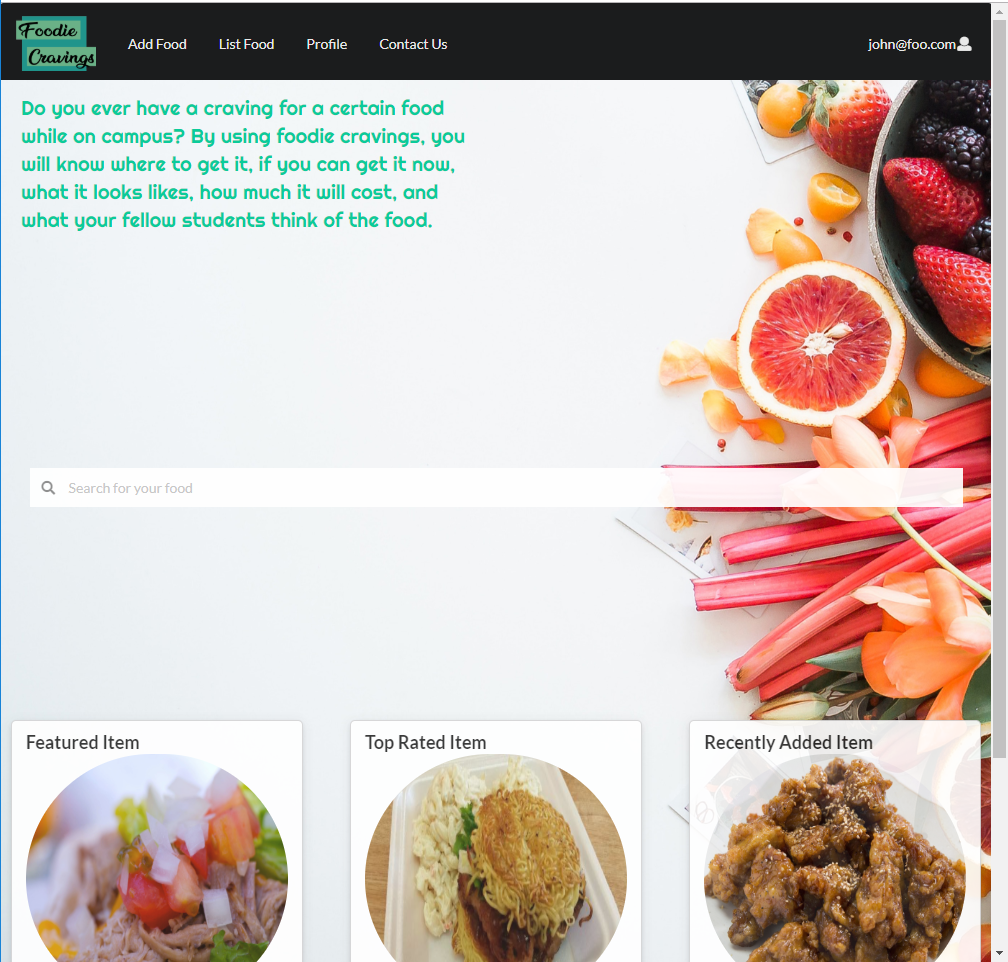 Foodie
Cravings
Add Food
List Food
Profile
Contact Us
john@foo.com
Do you ever have a craving for a certain food
while on campus? By using foodie cravings, you
will know where to get it, if you can get it now,
what it looks likes, how much it will cost, and
what your fellow students think of the food.
Search for your food
Featured Item
Top Rated Item
Recently Added Item